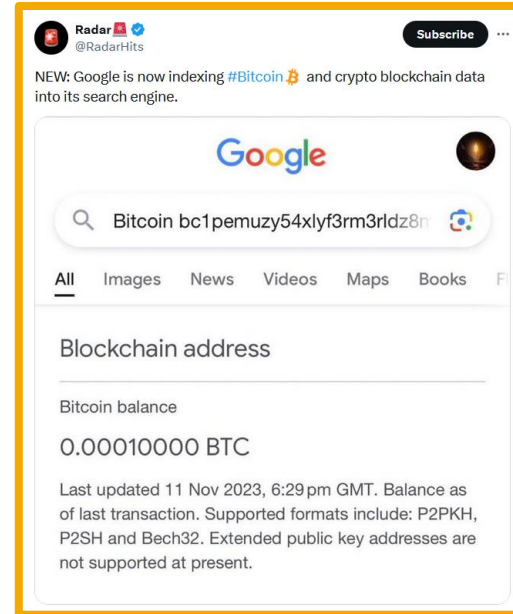 Radar🚨
@RadarHits
Subscribe
NEW: Google is now indexing #Bitcoin and crypto blockchain data
into its search engine.
Google
Bitcoin bc1pemuzy54xlyf3rm3rldz8n
All Images News Videos Maps Books
Blockchain address
Bitcoin balance
0.00010000 BTC
Last updated 11 Nov 2023, 6:29 pm GMT. Balance as
of last transaction. Supported formats include: P2PKH,
P2SH and Bech32. Extended public key addresses are
not supported at present.